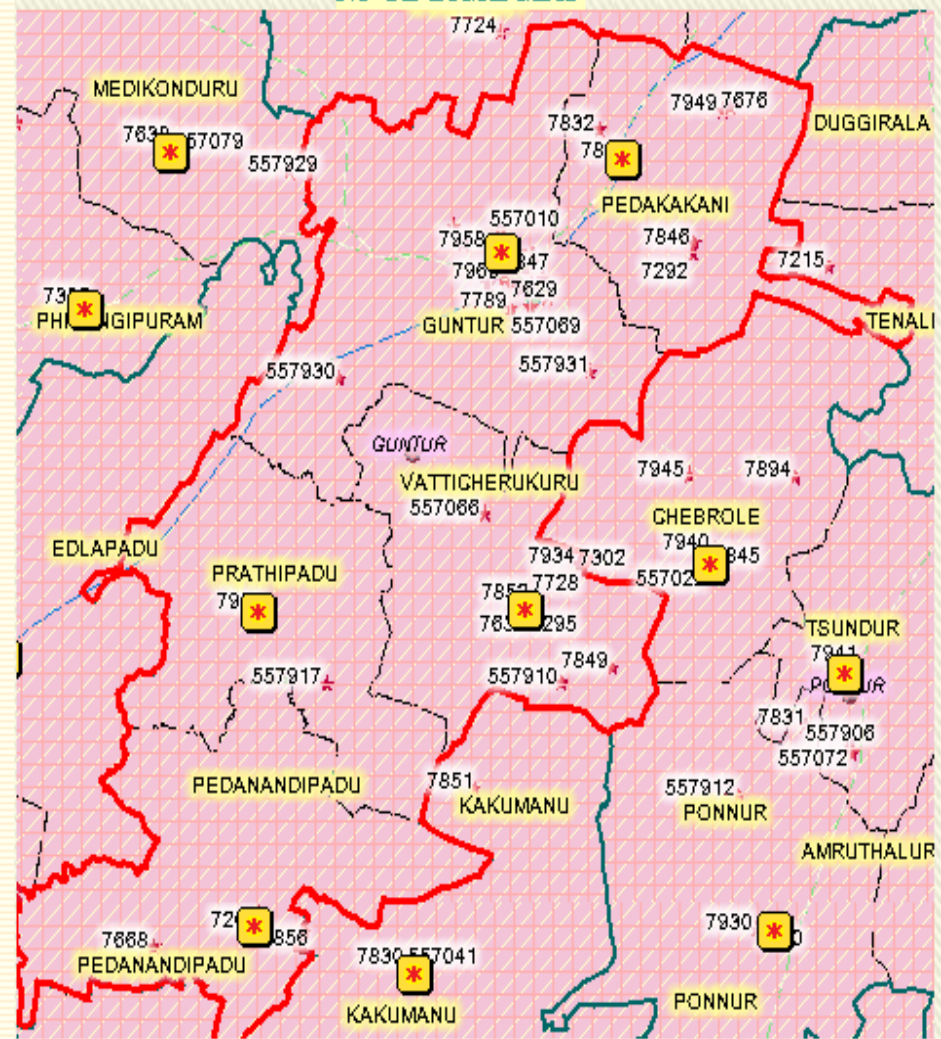 7724
MEDIKONDURU
7949 7676
7832
DUGGIRALA
557079
557929
PEDAKAKANI
557010
7958
7846
7215
7292
7629
7789
GUNTUR
557069
TENALI
557930
557931
GUNTUR
VATTICHERUKURU
7945
7894
557066
CHEBROLE
7940
845
EDLAPADU
7934 7302
PRATHIPADU
7728
295
TSUNDUR
7849
557917
557910
7831
557906
557072
PEDANANDIPADU
7851
KAKUMANU
557912
PONNUR
AMRUTHALUR
7930
856
7668
PEDANANDIPADU
7830 557041
KAKUMANU
PONNUR